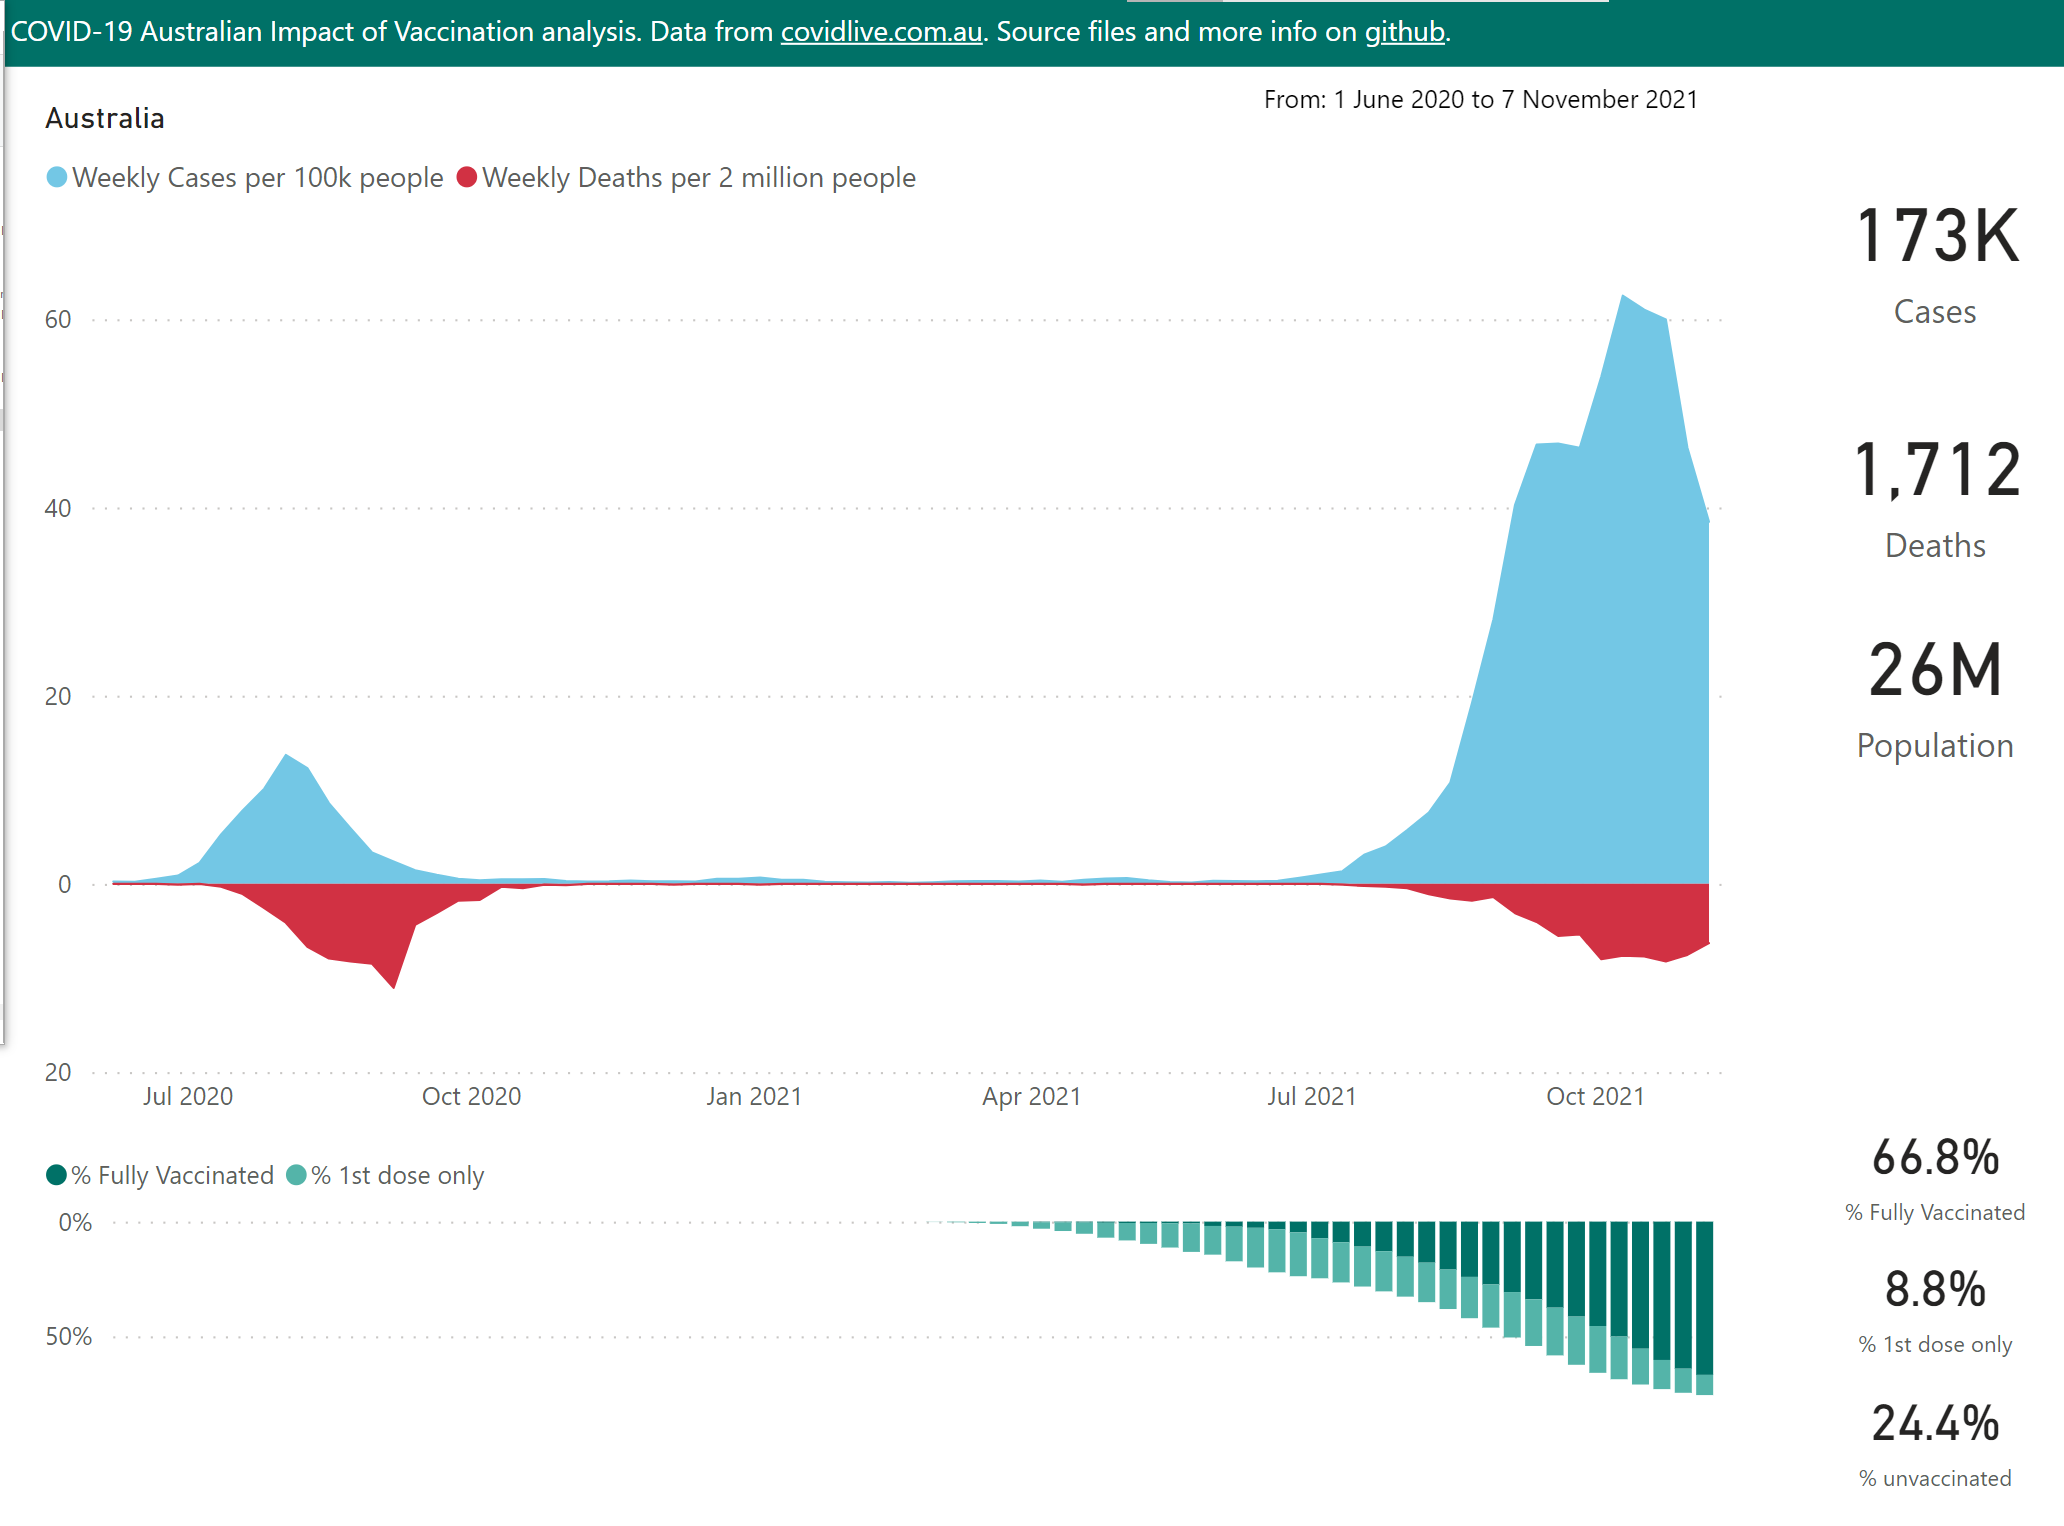 COVID-19 Australian Impact of Vaccination analysis. Data from covidlive.com.au. Source files and more info on github.
From: 1 June 2020 to 7 November 2021
Australia
Weekly Cases per 100k people Weekly Deaths per 2 million people
173K
Cases
60
1,712
40
Deaths
26M
20
Population
0
20
Jul 2020 Oct 2020 Jan 2021 Apr 2021 Jul 2021 Oct 2021
% Fully Vaccinated % 1st dose only
66.8%
% Fully Vaccinated
0%
8.8%
50%
% 1st dose only
24.4%
% unvaccinated